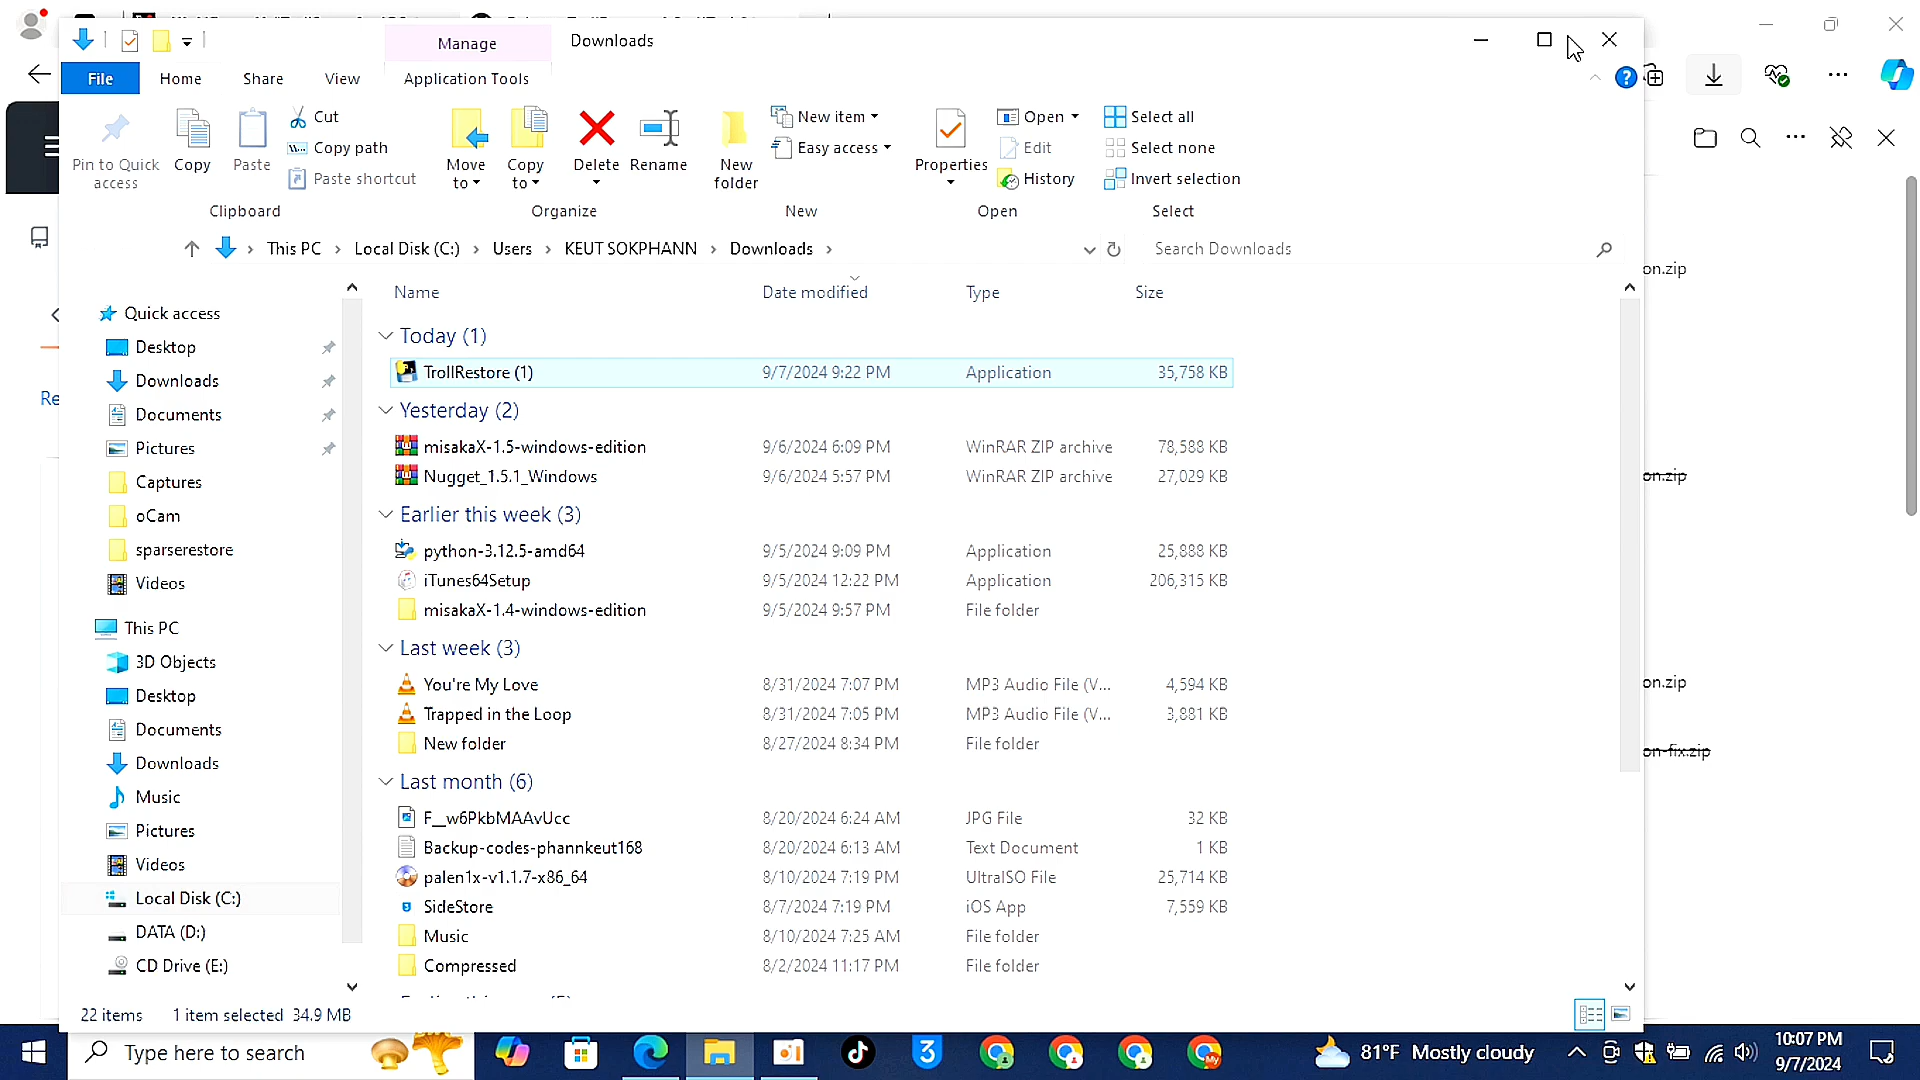 Manage
Downloads
File
Home
Share
View
Application Tools
Pin to Quick access
Copy
Paste
Cut
Copy path
Paste shortcut
Move to
Copy to
Delete
Rename
New folder
New item
Easy access
Properties
Open
Edit
History
Select all
Select none
Invert selection
Clipboard
Organize
New
Open
Select
This PC
Local Disk (C:)
Users
KEUT SOKPHANN
Downloads
Search Downloads
on.zip
Name
Date modified
Type
Size
Quick access
Desktop
Downloads
Documents
Pictures
Captures
oCam
sparserestore
Videos
This PC
3D Objects
Desktop
Documents
Downloads
Music
Pictures
Videos
Local Disk (C:)
DATA (D:)
CD Drive (E:)
Re
Today (1)
TrollRestore (1) 9/7/2024 9:22 PM Application 35,758 KB
Yesterday (2)
misakaX-1.5-windows-edition 9/6/2024 6:09 PM WinRAR ZIP archive 78,588 KB
Nugget_1.5.1_Windows 9/6/2024 5:57 PM WinRAR ZIP archive 27,029 KB
on.zip
Earlier this week (3)
python-3.12.5-amd64 9/5/2024 9:09 PM Application 25,888 KB
iTunes64Setup 9/5/2024 12:22 PM Application 206,315 KB
misakaX-1.4-windows-edition 9/5/2024 9:57 PM File folder
Last week (3)
You're My Love 8/31/2024 7:07 PM MP3 Audio File (V... 4,594 KB
on.zip
Trapped in the Loop 8/31/2024 7:05 PM MP3 Audio File (V... 3,881 KB
New folder 8/27/2024 8:34 PM File folder
on-fix.zip
Last month (6)
F__w6PkbMAAvUcc 8/20/2024 6:24 AM JPG File 32 KB
Backup-codes-phannkeut168 8/20/2024 6:13 AM Text Document 1 KB
palen1x-v1.1.7-x86_64 8/10/2024 7:19 PM UltraISO File 25,714 KB
SideStore 8/7/2024 7:19 PM iOS App 7,559 KB
Music 8/10/2024 7:25 AM File folder
Compressed 8/2/2024 11:17 PM File folder
22 items 1 item selected 34.9 MB
Type here to search
81°F Mostly cloudy
10:07 PM
9/7/2024